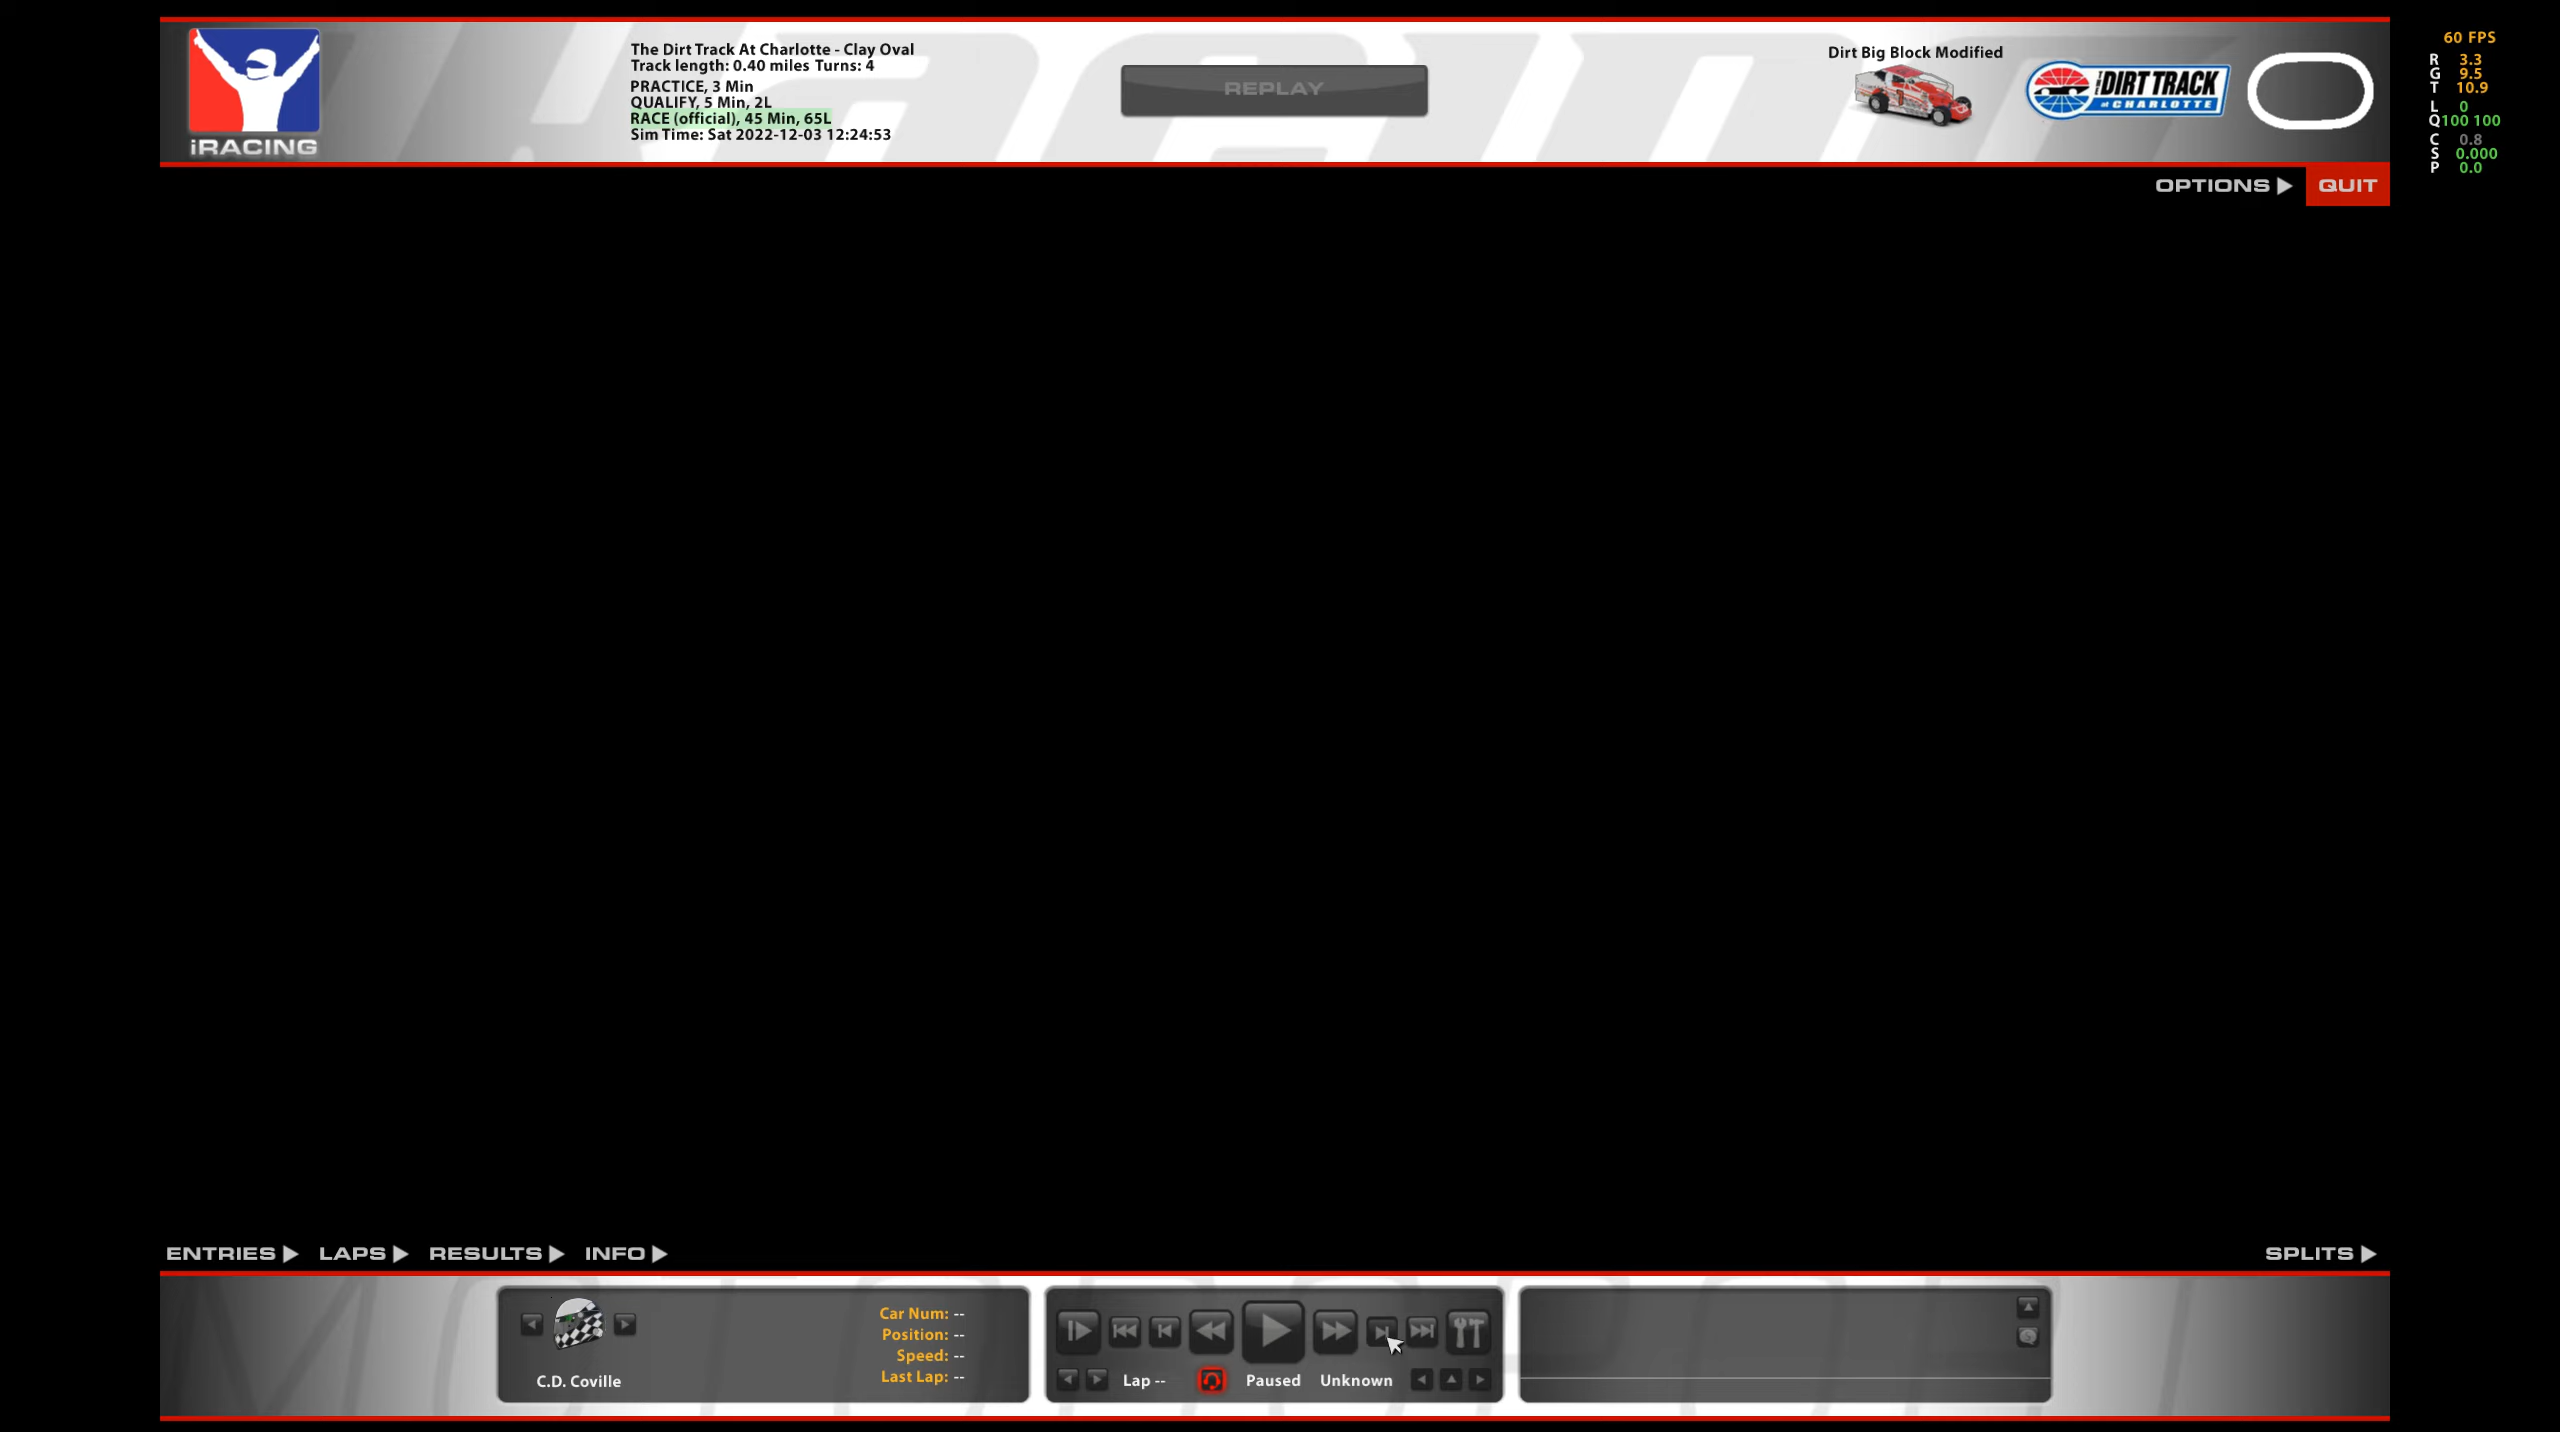 The Dirt Track At Charlotte - Clay Oval
Track length: 0.40 miles Turns: 4
PRACTICE, 3 Min
QUALIFY, 5 Min, 2L
RACE (official), 45 Min, 65L
Sim Time: Sat 2022-12-03 12:24:53
iRACING
REPLAY
Dirt Big Block Modified
DIRT TRACK
at CHARLOTTE
60 FPS
R 3.3
G 9.5
T 10.9
L 0
Q 100 100
C 0.8
S 0.000
P 0.0
OPTIONS
QUIT
ENTRIES LAPS RESULTS INFO
SPLITS
C.D. Coville
Car Num: --
Position: --
Speed: --
Last Lap: --
Lap -- Paused Unknown